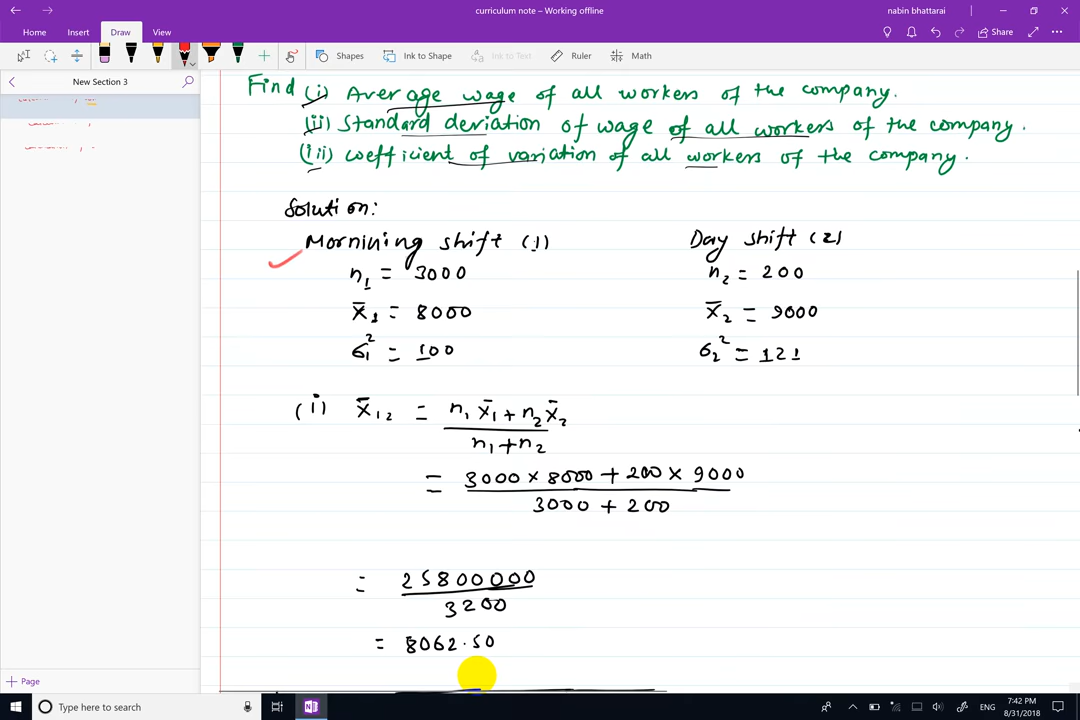 curriculum note – Working offline
nabin bhattarai
Home Insert Draw View
Share
Shapes Ink to Shape Ink to Text Ruler Math
New Section 3
Find (i) Average wage of all workers of the company.
(ii) Standard deviation of wage of all workers of the company.
(iii) coefficient of variation of all workers of the company.
Solution:
Mornining shift (1) Day shift (2)
n₁ = 3000 n₂ = 200
x̄₁ = 8000 x̄₂ = 9000
σ₁² = 100 σ₂² = 121
(i) x̄₁₂ = n₁x̄₁ + n₂x̄₂
n₁ + n₂
= 3000 × 8000 + 200 × 9000
3000 + 200
= 25800000
3200
= 8062.50
+ Page
Type here to search
ENG
7:42 PM
8/31/2018